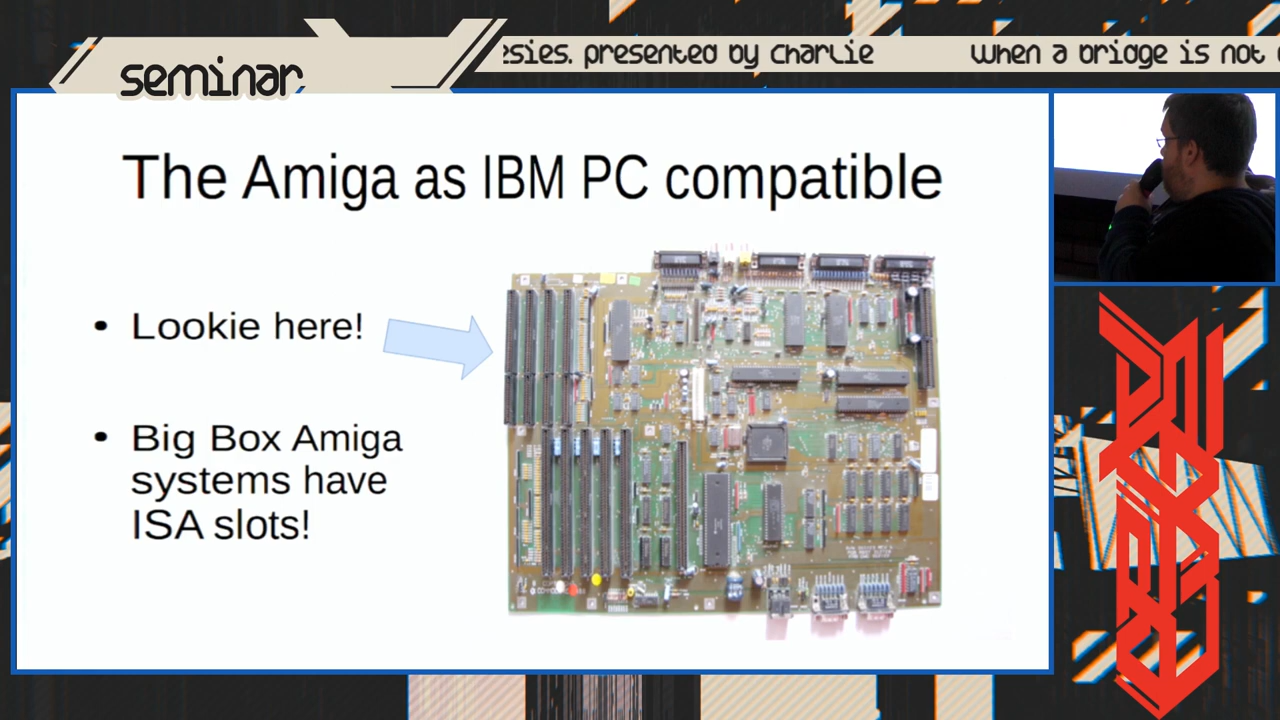 seminar
esies. presented by Charlie
When a bridge is not
The Amiga as IBM PC compatible
• Lookie here!
• Big Box Amiga
systems have
ISA slots!